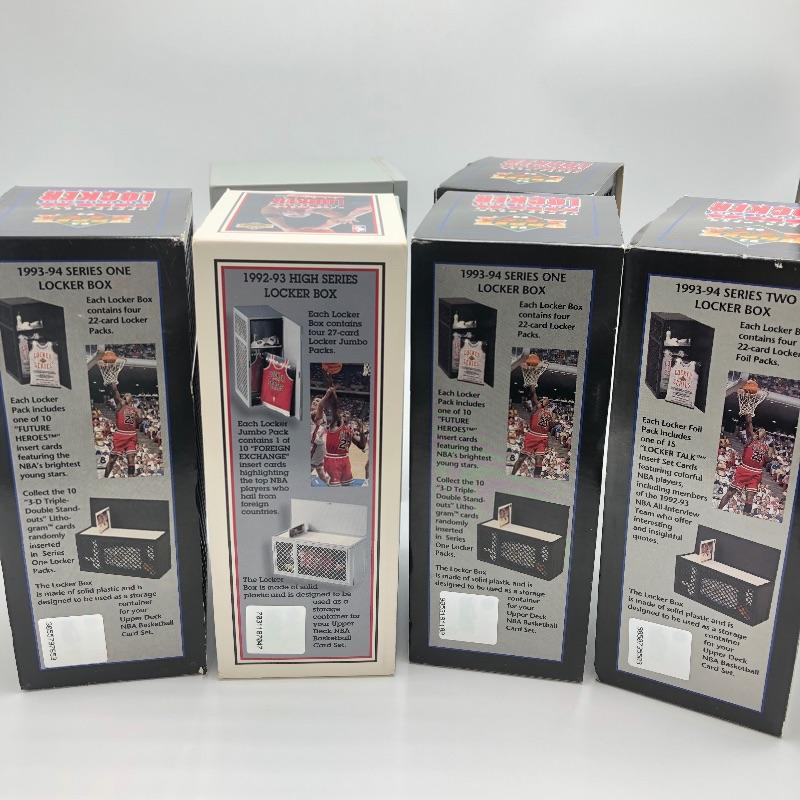 LOCKER
1993-94 SERIES ONE
LOCKER BOX
Each Locker Box
contains four
22-card Locker
Packs.
Each Locker
Pack includes
one of 10
"FUTURE
HEROES™"
insert cards
featuring the
NBA's brightest
young stars.
Collect the 10
"3-D Triple-
Double Stand-
outs" Litho-
gram™ cards
randomly
inserted
in Series
One Locker
Packs.
The Locker Box
is made of solid plastic and is
designed to be used as a storage
container
for your
Upper Deck
NBA Basketball
Card Set.
LOCKER
1992-93 HIGH SERIES
LOCKER BOX
Each Locker
Box contains
four 27-card
Locker Jumbo
Packs.
Each Locker
Jumbo Pack
contains 1 of
10 "FOREIGN
EXCHANGE"
insert cards
highlighting
the top NBA
players who
hail from
foreign
countries.
The Locker
Box is made of solid
plastic and is designed to be
used as a
storage
container for
your Upper
Deck NBA
Basketball
Card Set.
LOCKER
1993-94 SERIES ONE
LOCKER BOX
Each Locker Box
contains four
22-card Locker
Packs.
Each Locker
Pack includes
one of 10
"FUTURE
HEROES™"
insert cards
featuring the
NBA's brightest
young stars.
Collect the 10
"3-D Triple-
Double Stand-
outs" Litho-
gram™ cards
randomly
inserted
in Series
One Locker
Packs.
The Locker Box
is made of solid plastic and is
designed to be used as a storage
container
for your
Upper Deck
NBA Basketball
Card Set.
LOCKER
1993-94 SERIES TWO
LOCKER BOX
Each Locker B
contains four
22-card Locker
Foil Packs.
Each Locker Foil
Pack includes
one of 15
"LOCKER TALK™"
Insert Set Cards
featuring colorful
NBA players,
including members
of the 1992-93
NBA All-Interview
Team who offer
interesting
and insightful
quotes.
The Locker Box
is made of solid plastic and is
designed to be used as a storage
container
for your
Upper Deck
NBA Basketball
Card Set.